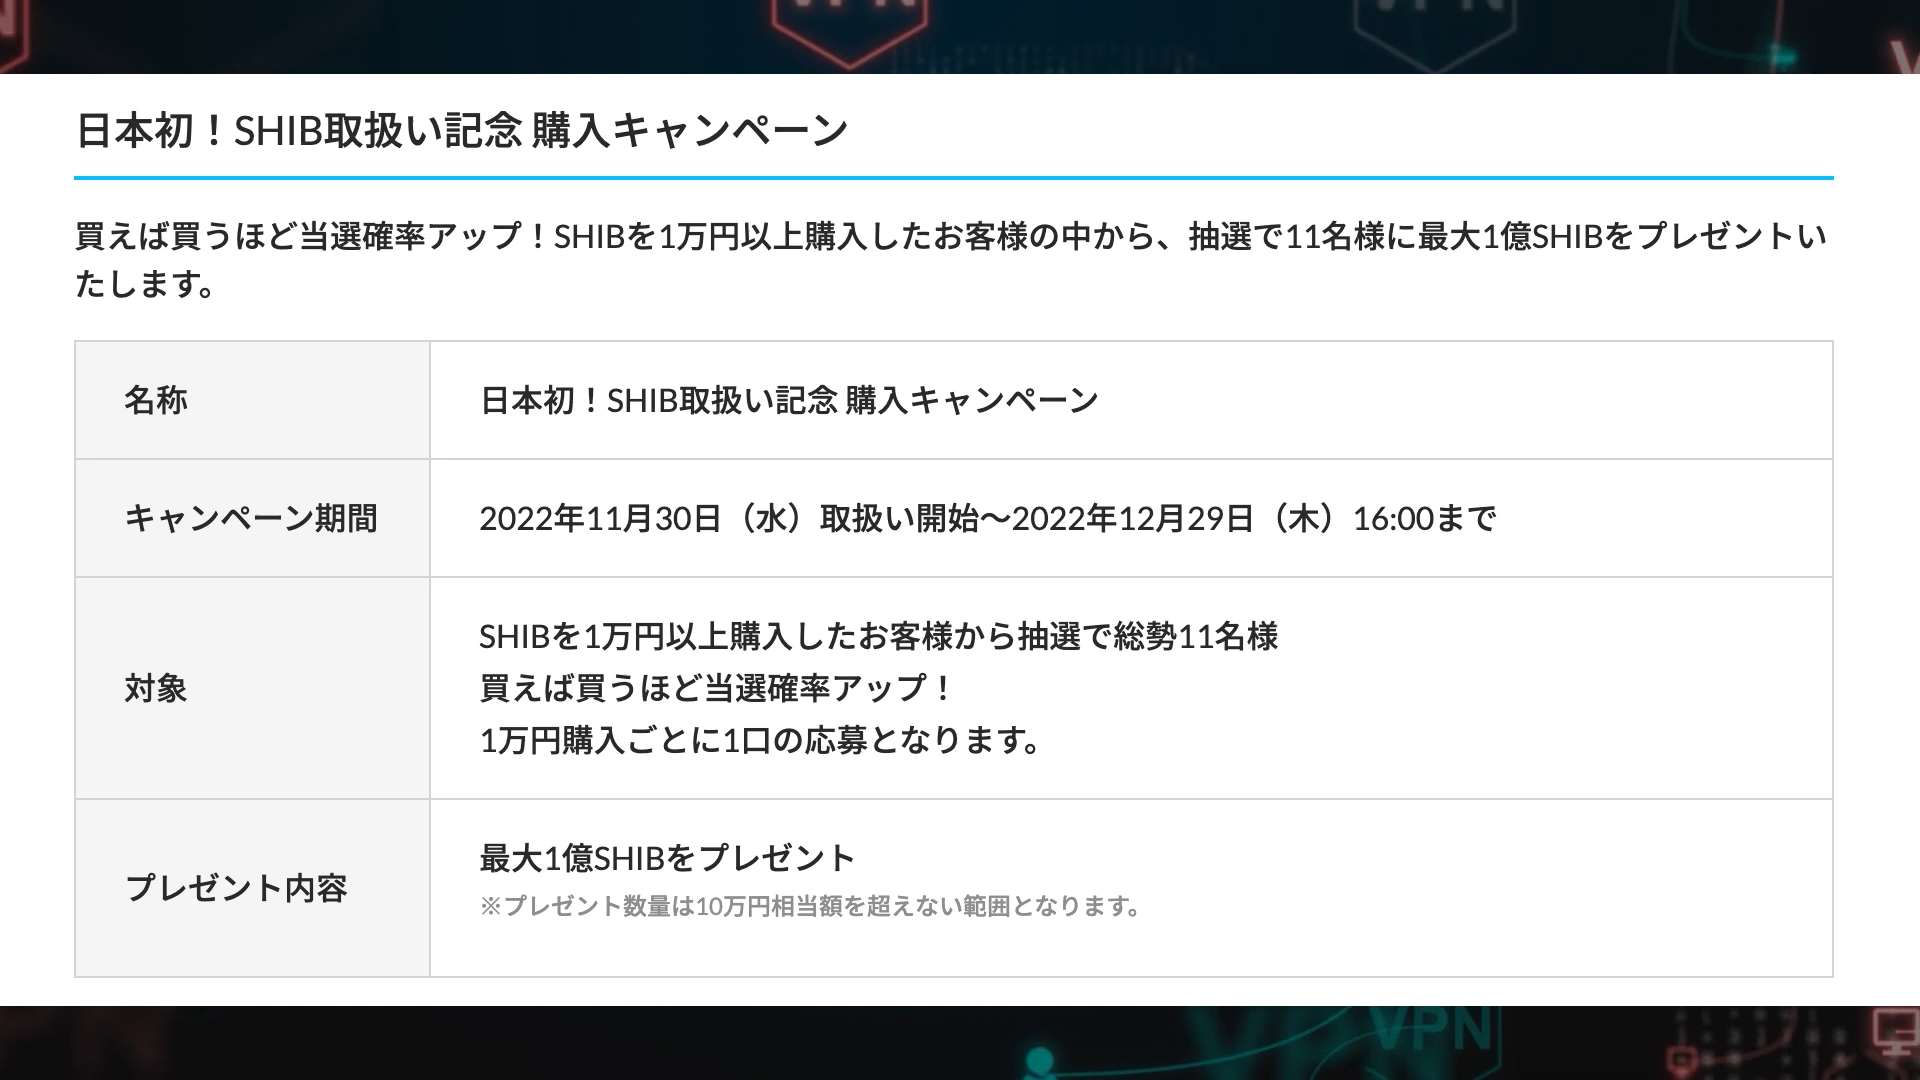 VPN
VPN
日本初！SHIB取扱い記念 購入キャンペーン
買えば買うほど当選確率アップ！SHIBを1万円以上購入したお客様の中から、抽選で11名様に最大1億SHIBをプレゼントい
たします。
名称
日本初！SHIB取扱い記念 購入キャンペーン
キャンペーン期間
2022年11月30日（水）取扱い開始〜2022年12月29日（木）16:00まで
対象
SHIBを1万円以上購入したお客様から抽選で総勢11名様
買えば買うほど当選確率アップ！
1万円購入ごとに1口の応募となります。
プレゼント内容
最大1億SHIBをプレゼント
※プレゼント数量は10万円相当額を超えない範囲となります。
VPN